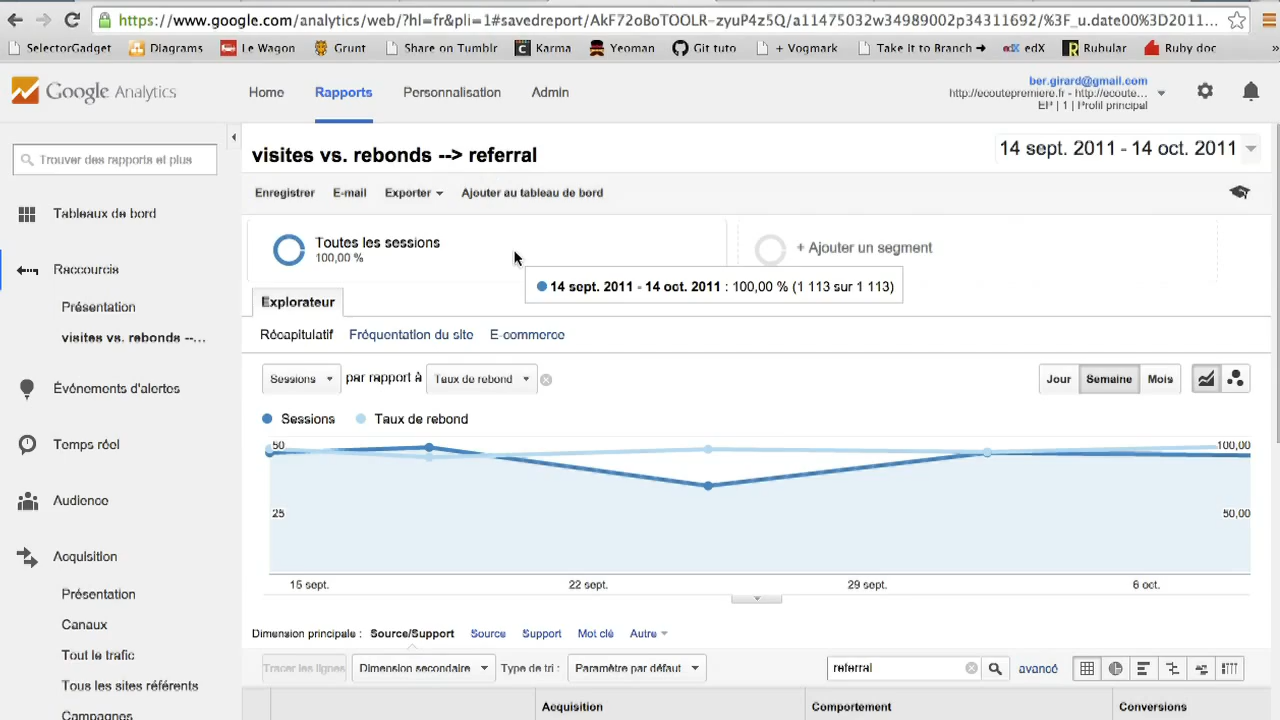 https://www.google.com/analytics/web/?hl=fr&pli=1#savedreport/AkF72oBoTOOLR-zyuP4z5Q/a11475032w34989002p34311692/%3F_u.date00%3D2011...
SelectorGadget Diagrams Le Wagon Grunt Share on Tumblr Karma Yeoman Git tuto + Vogmark Take It to Branch → edX Rubular Ruby doc »
Google Analytics
Home Rapports Personnalisation Admin
ber.girard@gmail.com
http://ecoutepremiere.fr - http://ecoute...
EP | 1 | Profil principal
Trouver des rapports et plus
visites vs. rebonds --> referral
14 sept. 2011 - 14 oct. 2011
Enregistrer E-mail Exporter Ajouter au tableau de bord
Tableaux de bord
Toutes les sessions
100,00 %
+ Ajouter un segment
14 sept. 2011 - 14 oct. 2011 : 100,00 % (1 113 sur 1 113)
Raccourcis
Présentation
visites vs. rebonds --...
Explorateur
Récapitulatif Fréquentation du site E-commerce
Sessions par rapport à Taux de rebond
Jour Semaine Mois
Événements d'alertes
Sessions Taux de rebond
Temps réel
50 100,00
25 50,00
Audience
Acquisition
15 sept. 22 sept. 29 sept. 6 oct.
Présentation
Canaux
Tout le trafic
Tous les sites référents
Campagnes
Dimension principale : Source/Support Source Support Mot clé Autre
Tracer les lignes Dimension secondaire Type de tri : Paramètre par défaut referral avancé
Acquisition Comportement Conversions